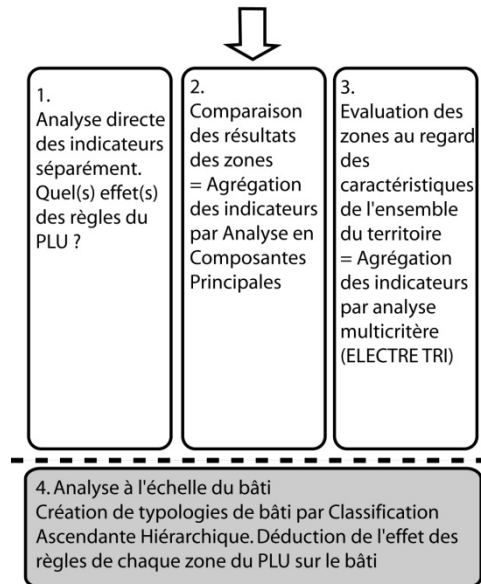 1.
Analyse directe
des indicateurs
séparément.
Quel(s) effet(s)
des règles du
PLU ?
2.
Comparaison
des résultats
des zones
= Agrégation
des indicateurs
par Analyse en
Composantes
Principales
3.
Evaluation des
zones au regard
des
caractéristiques
de l'ensemble
du territoire
= Agrégation
des indicateurs
par analyse
multicritère
(ELECTRE TRI)
4. Analyse à l'échelle du bâti
Création de typologies de bâti par Classification
Ascendante Hiérarchique. Déduction de l'effet des
règles de chaque zone du PLU sur le bâti